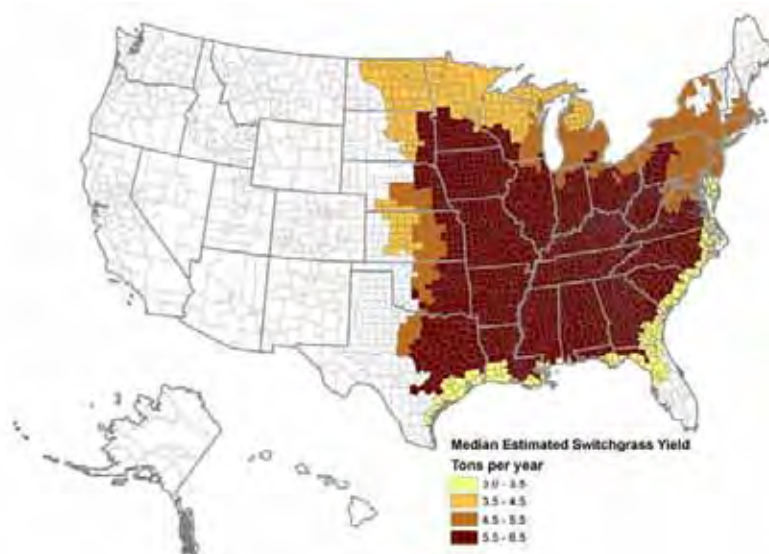 Median Estimated Switchgrass Yield
Tons per year
3.0 - 3.5
3.5 - 4.5
4.5 - 5.5
5.5 - 6.5